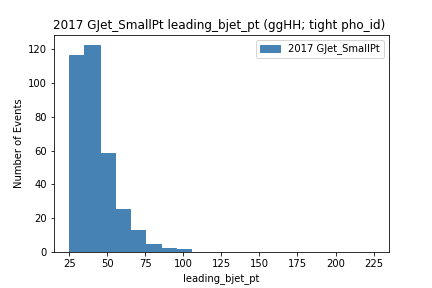 2017 GJet_SmallPt leading_bjet_pt (ggHH; tight pho_id)
2017 GJet_SmallPt
Number of Events
120
100
80
60
40
20
0
25 50 75 100 125 150 175 200 225
leading_bjet_pt